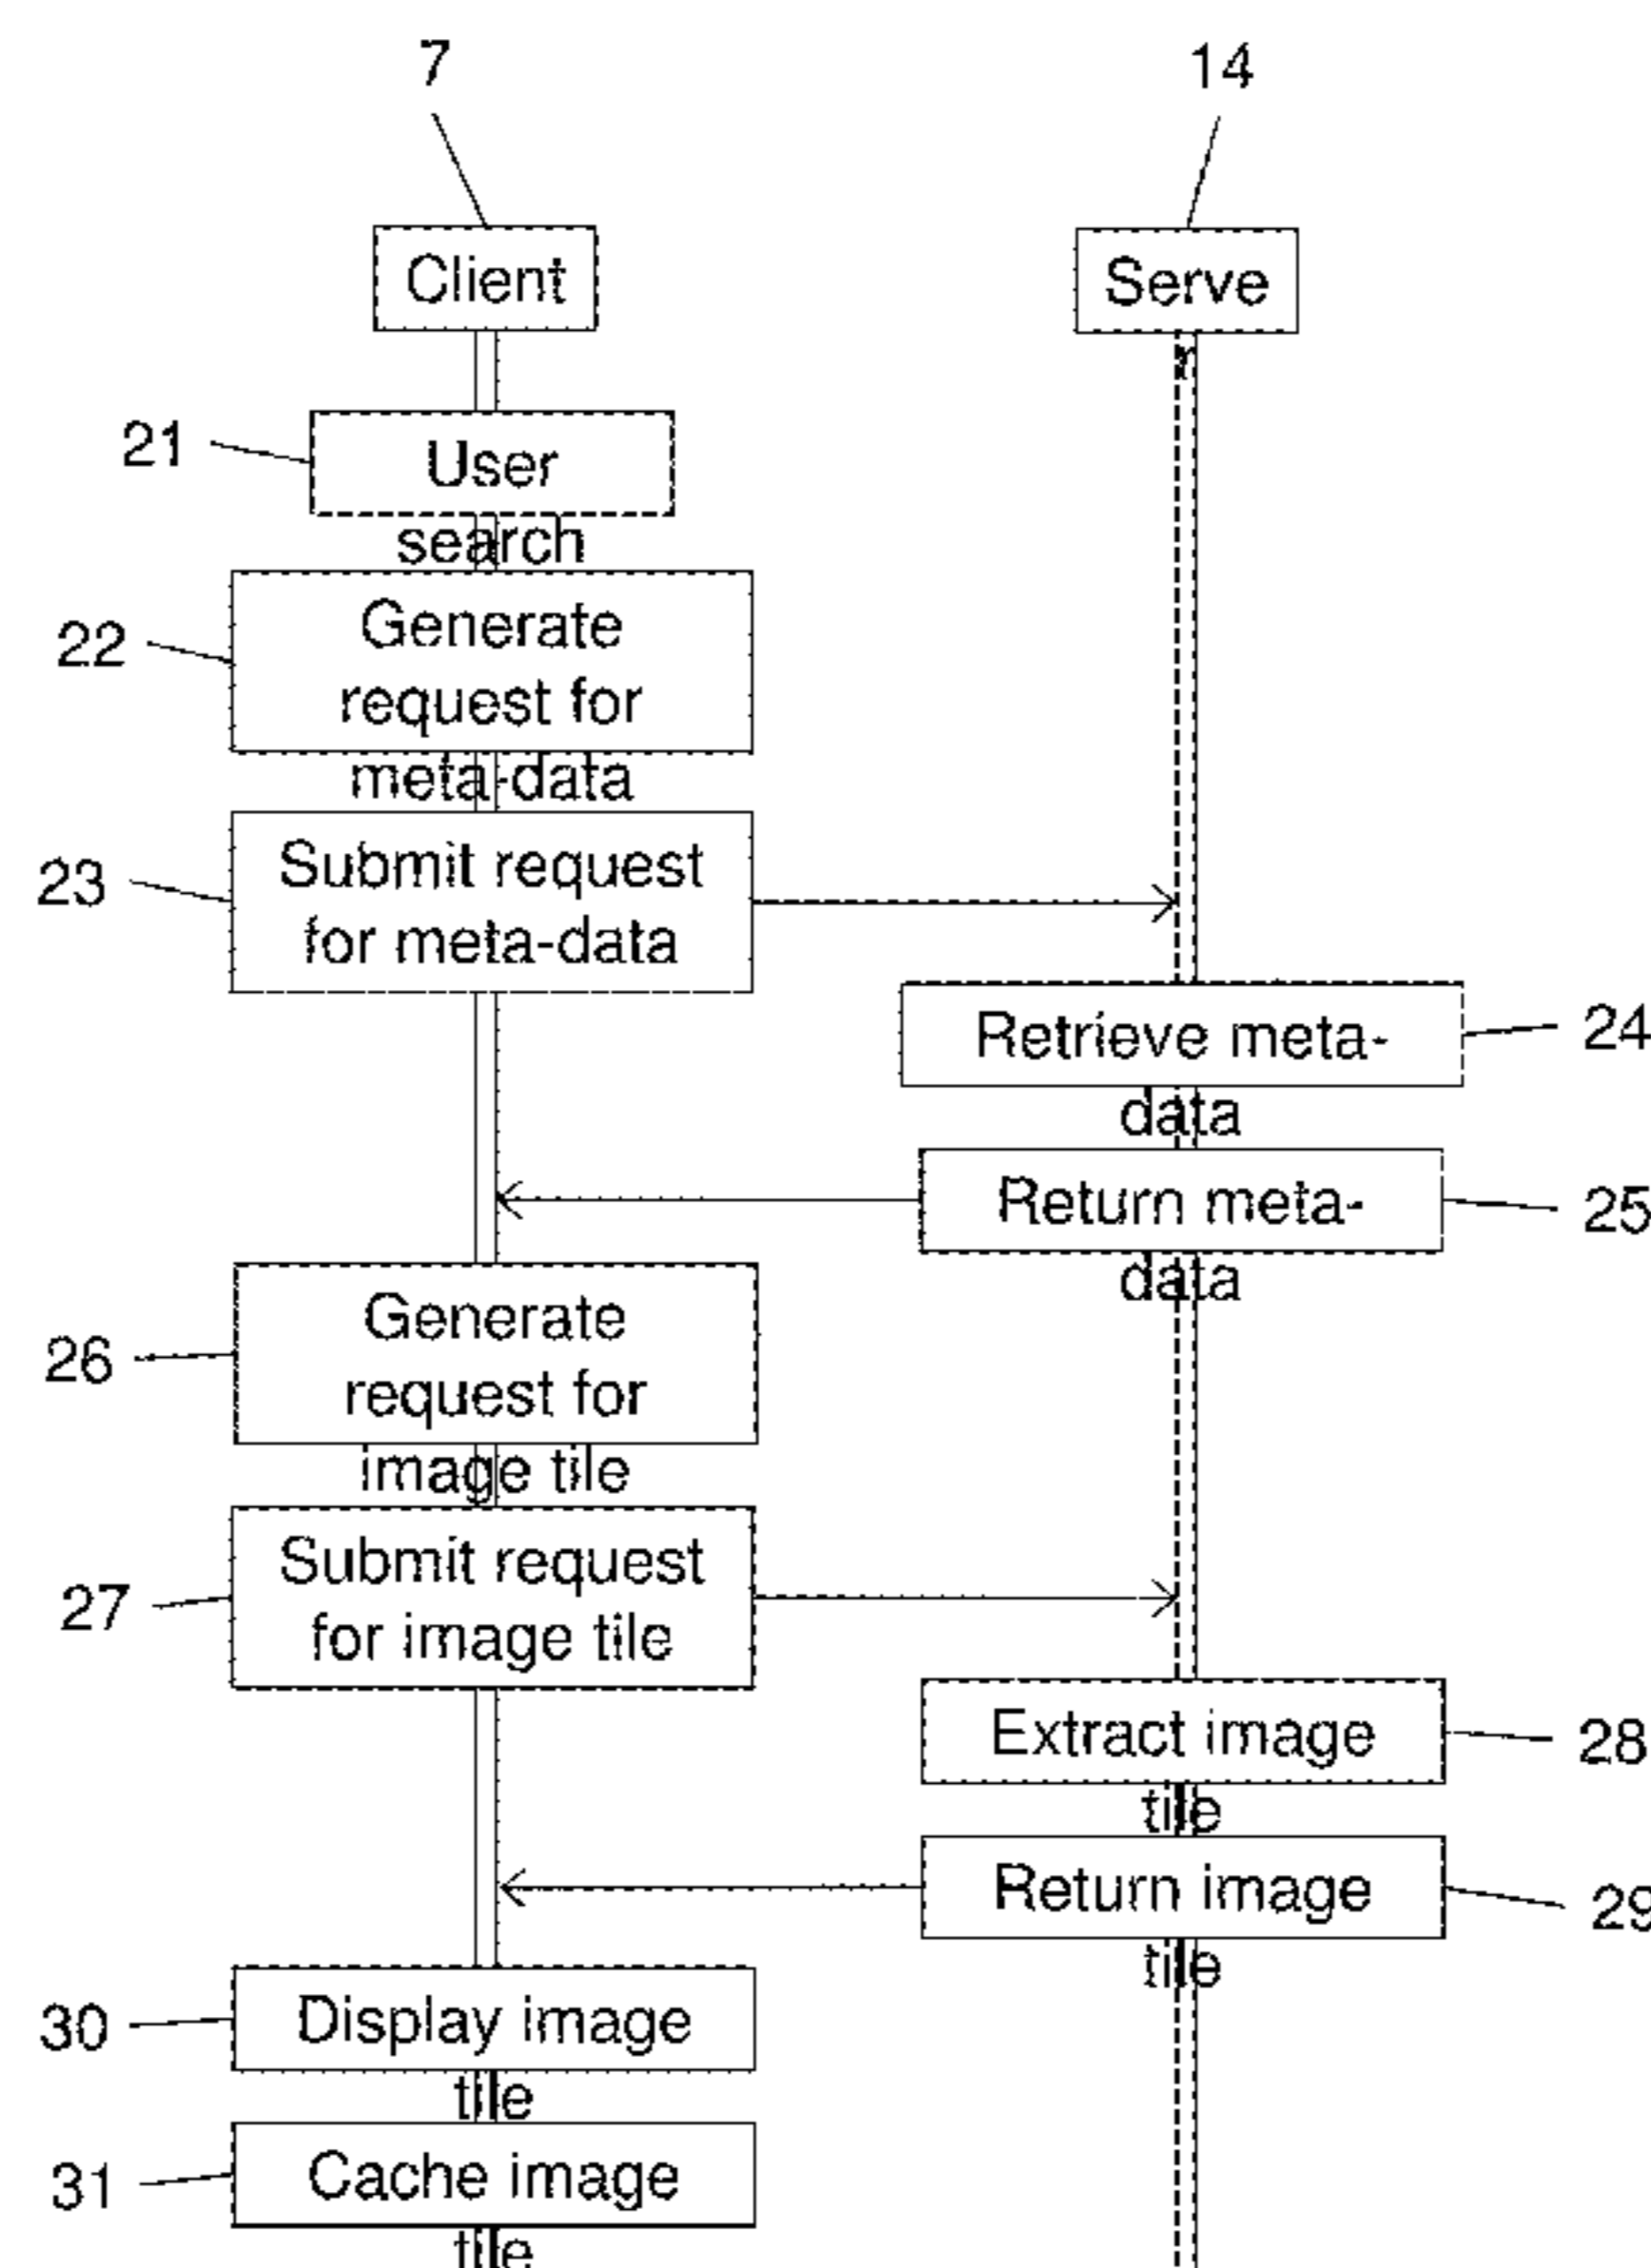 7
14
Client
Serve
r
21
User
search
22
Generate
request for
meta-data
23
Submit request
for meta-data
Retrieve meta-
data
24
Return meta-
data
25
26
Generate
request for
image tile
27
Submit request
for image tile
Extract image
tile
28
Return image
tile
29
30
Display image
tile
31
Cache image
tile